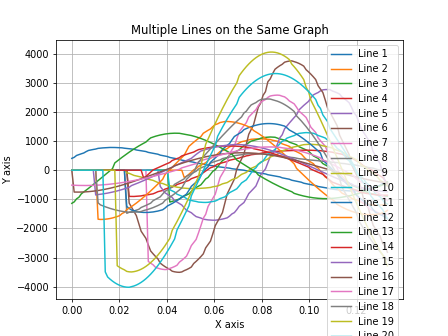 Multiple Lines on the Same Graph
4000
3000
2000
1000
0
−1000
−2000
−3000
−4000
Y axis
0.00
0.02
0.04
0.06
0.08
0.10
X axis
Line 1
Line 2
Line 3
Line 4
Line 5
Line 6
Line 7
Line 8
Line 9
Line 10
Line 11
Line 12
Line 13
Line 14
Line 15
Line 16
Line 17
Line 18
Line 19
Line 20